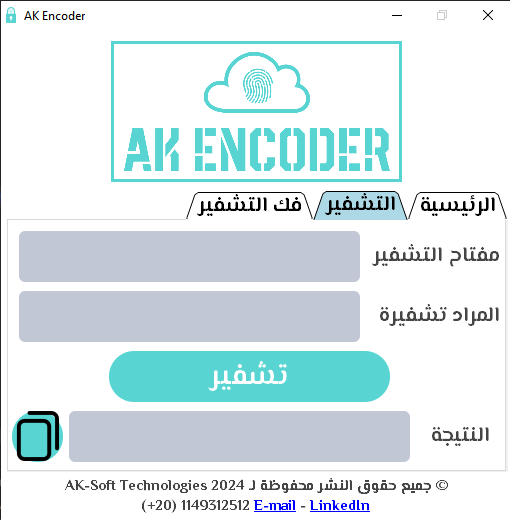 AK Encoder
AK ENCODER
الرئيسية
التشفير
فك التشفير
مفتاح التشفير
المراد تشفيرة
تشفير
النتيجة
© جميع حقوق النشر محفوظة لـ AK-Soft Technologies 2024
(+20) 1149312512 E-mail - LinkedIn